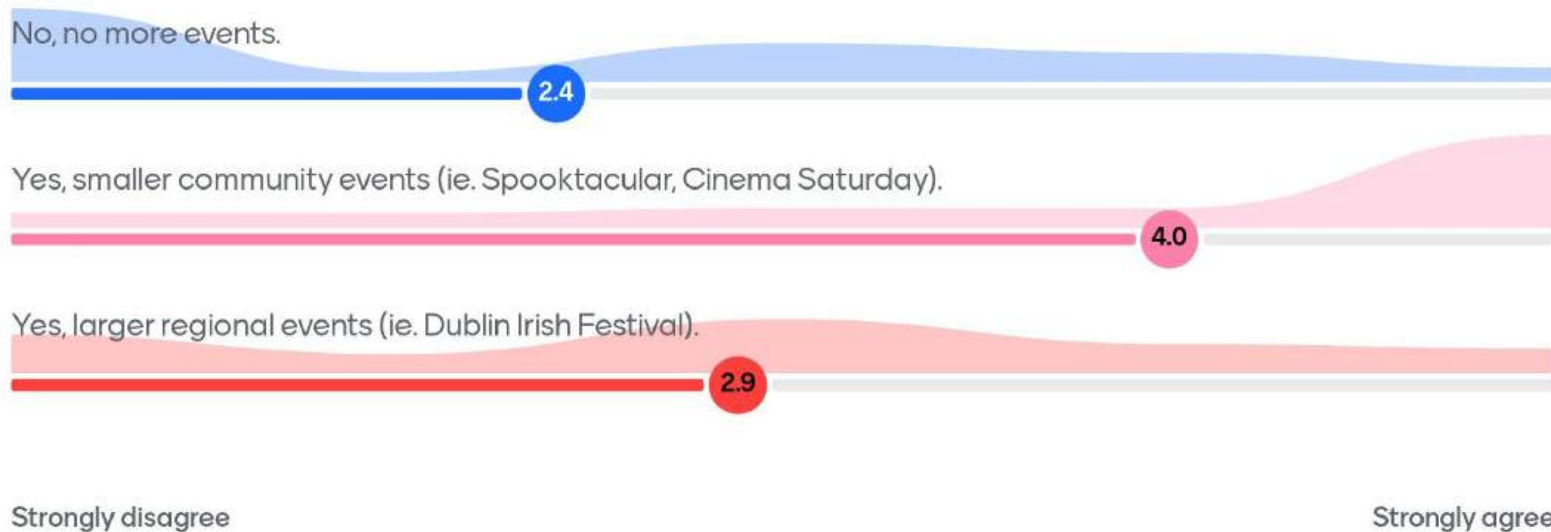 No, no more events.
2.4
Yes, smaller community events (ie. Spooktacular, Cinema Saturday).
4.0
Yes, larger regional events (ie. Dublin Irish Festival).
2.9
Strongly disagree
Strongly agree